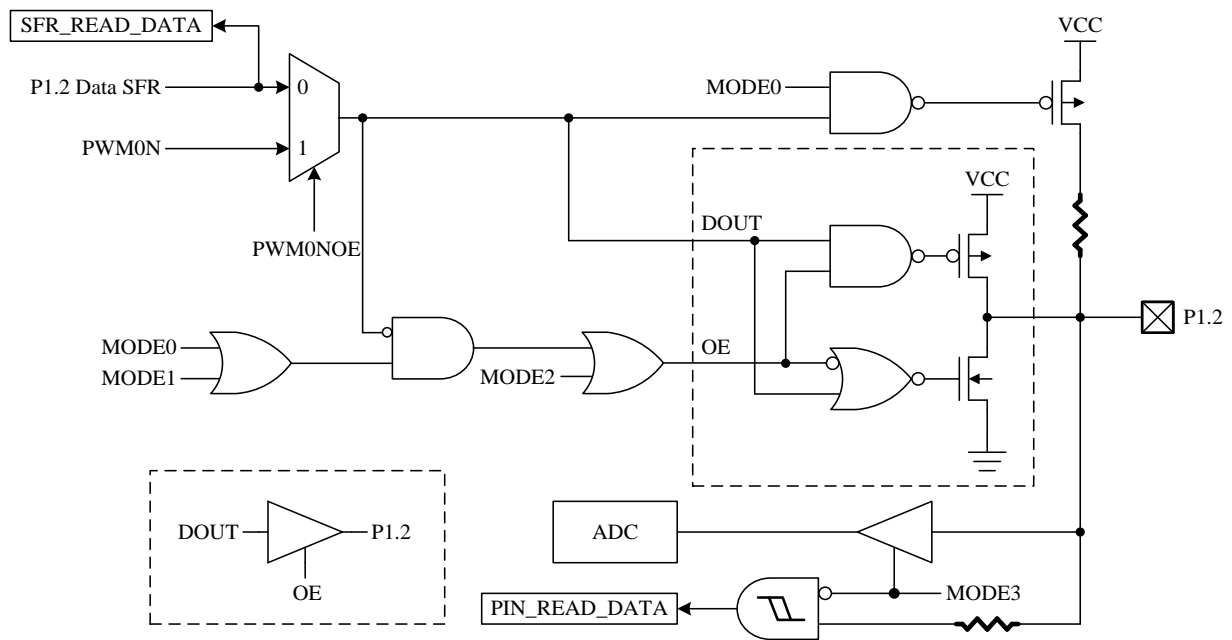 SFR_READ_DATA
VCC
P1.2 Data SFR
0
MODE0
PWM0N
1
VCC
PWM0NOE
DOUT
P1.2
MODE0
MODE1
MODE2
OE
DOUT
P1.2
OE
ADC
MODE3
PIN_READ_DATA